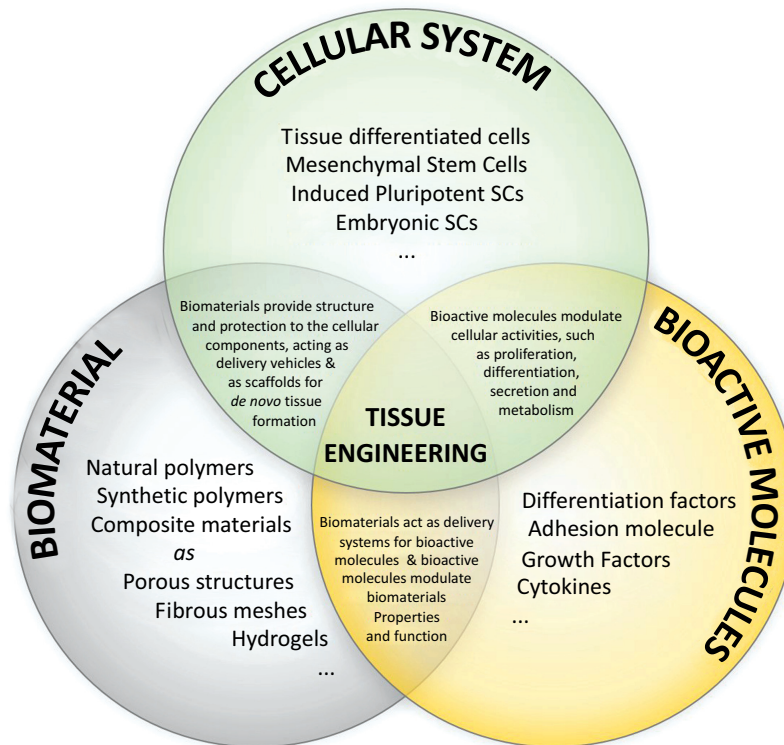 CELLULAR SYSTEM
Tissue differentiated cells
Mesenchymal Stem Cells
Induced Pluripotent SCs
Embryonic SCs
...
Biomaterials provide structure
and protection to the cellular
components, acting as
delivery vehicles &
as scaffolds for
de novo tissue
formation
Bioactive molecules modulate
cellular activities, such
as proliferation,
differentiation,
secretion and
metabolism
TISSUE
ENGINEERING
BIOMATERIAL
Natural polymers
Synthetic polymers
Composite materials
as
Porous structures
Fibrous meshes
Hydrogels
...
Biomaterials act as delivery
systems for bioactive
molecules & bioactive
molecules modulate
biomaterials
Properties
and function
BIOACTIVE MOLECULES
Differentiation factors
Adhesion molecule
Growth Factors
Cytokines
...